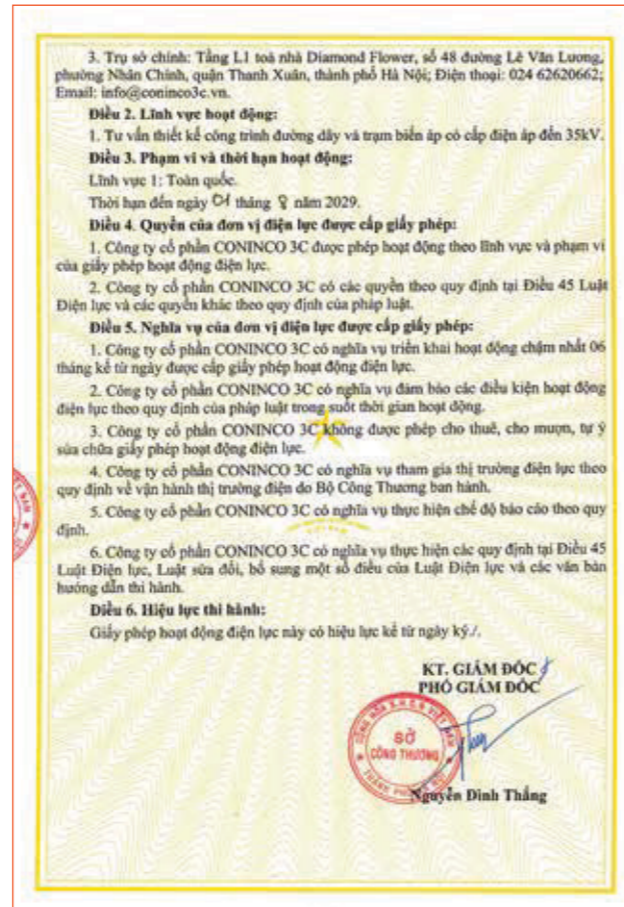 3. Trụ sở chính: Tầng L1 toà nhà Diamond Flower, số 48 đường Lê Văn Lương,
phường Nhân Chính, quận Thanh Xuân, thành phố Hà Nội; Điện thoại: 024 62620662;
Email: info@coninco3c.vn.
Điều 2. Lĩnh vực hoạt động:
1. Tư vấn thiết kế công trình đường dây và trạm biến áp có cấp điện áp đến 35kV.
Điều 3. Phạm vi và thời hạn hoạt động:
Lĩnh vực 1: Toàn quốc.
Thời hạn đến ngày tháng năm 2029.
Điều 4. Quyền của đơn vị điện lực được cấp giấy phép:
1. Công ty cổ phần CONINCO 3C được phép hoạt động theo lĩnh vực và phạm vi
của giấy phép hoạt động điện lực.
2. Công ty cổ phần CONINCO 3C có các quyền theo quy định tại Điều 45 Luật
Điện lực và các quyền khác theo quy định của pháp luật.
Điều 5. Nghĩa vụ của đơn vị điện lực được cấp giấy phép:
1. Công ty cổ phần CONINCO 3C có nghĩa vụ triển khai hoạt động chậm nhất 06
tháng kể từ ngày được cấp giấy phép hoạt động điện lực.
2. Công ty cổ phần CONINCO 3C có nghĩa vụ đảm bảo các điều kiện hoạt động
điện lực theo quy định của pháp luật trong suốt thời gian hoạt động.
3. Công ty cổ phần CONINCO 3C không được phép cho thuê, cho mượn, tự ý
sửa chữa giấy phép hoạt động điện lực.
4. Công ty cổ phần CONINCO 3C có nghĩa vụ tham gia thị trường điện lực theo
quy định về vận hành thị trường điện do Bộ Công Thương ban hành.
5. Công ty cổ phần CONINCO 3C có nghĩa vụ thực hiện chế độ báo cáo theo quy
định.
6. Công ty cổ phần CONINCO 3C có nghĩa vụ thực hiện các quy định tại Điều 45
Luật Điện lực, Luật sửa đổi, bổ sung một số điều của Luật Điện lực và các văn bản
hướng dẫn thi hành.
Điều 6. Hiệu lực thi hành:
Giấy phép hoạt động điện lực này có hiệu lực kể từ ngày ký./.
KT. GIÁM ĐỐC
PHÓ GIÁM ĐỐC
CỘNG HÒA X.H.C.N VIỆT NAM
SỞ
CÔNG THƯƠNG
THÀNH PHỐ HÀ NỘI
Nguyễn Đình Thắng